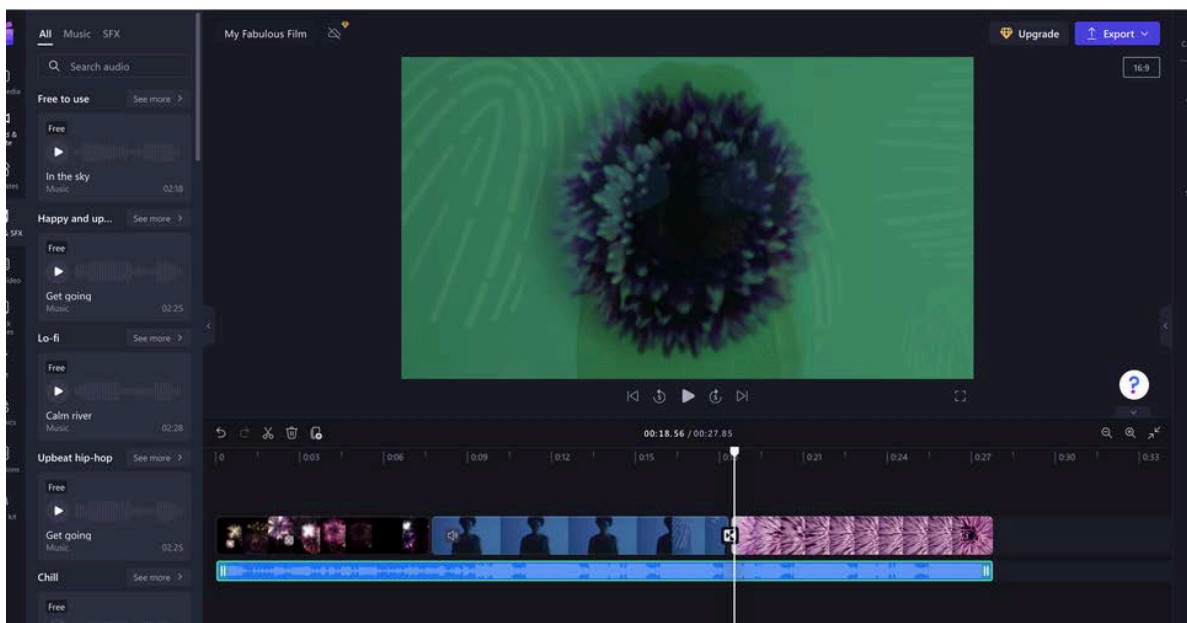 All Music SFX
Search audio
Free to use See more >
Free
In the sky
Music 02:18
Happy and up... See more >
Free
Get going
Music 02:25
Lo-fi See more >
Free
Calm river
Music 02:28
Upbeat hip-hop See more >
Free
Get going
Music 02:25
Chill See more >
Free
My Fabulous Film
Upgrade
Export
16:9
5 5
?
00:18.56 / 00:27.85
0 0:03 0:06 0:09 0:12 0:15 0:21 0:24 0:27 0:30 0:33
& SFX
kit